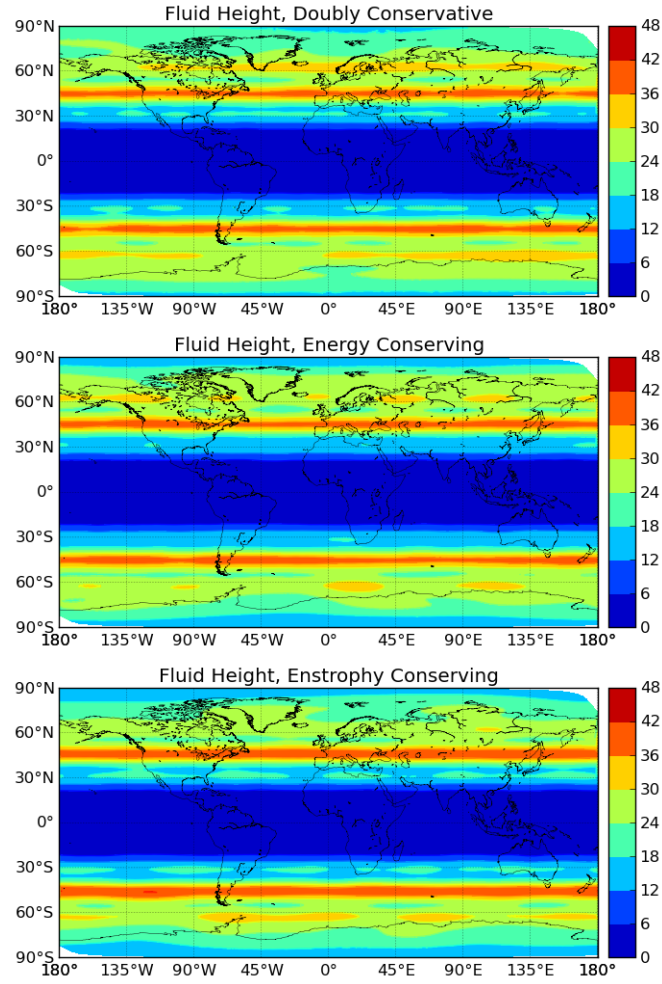 Fluid Height, Doubly Conservative
90°N
60°N
30°N
0°
30°S
60°S
90°S
180° 135°W 90°W 45°W 0° 45°E 90°E 135°E 180°
48
42
36
30
24
18
12
6
0
Fluid Height, Energy Conserving
90°N
60°N
30°N
0°
30°S
60°S
90°S
180° 135°W 90°W 45°W 0° 45°E 90°E 135°E 180°
48
42
36
30
24
18
12
6
0
Fluid Height, Enstrophy Conserving
90°N
60°N
30°N
0°
30°S
60°S
90°S
180° 135°W 90°W 45°W 0° 45°E 90°E 135°E 180°
48
42
36
30
24
18
12
6
0